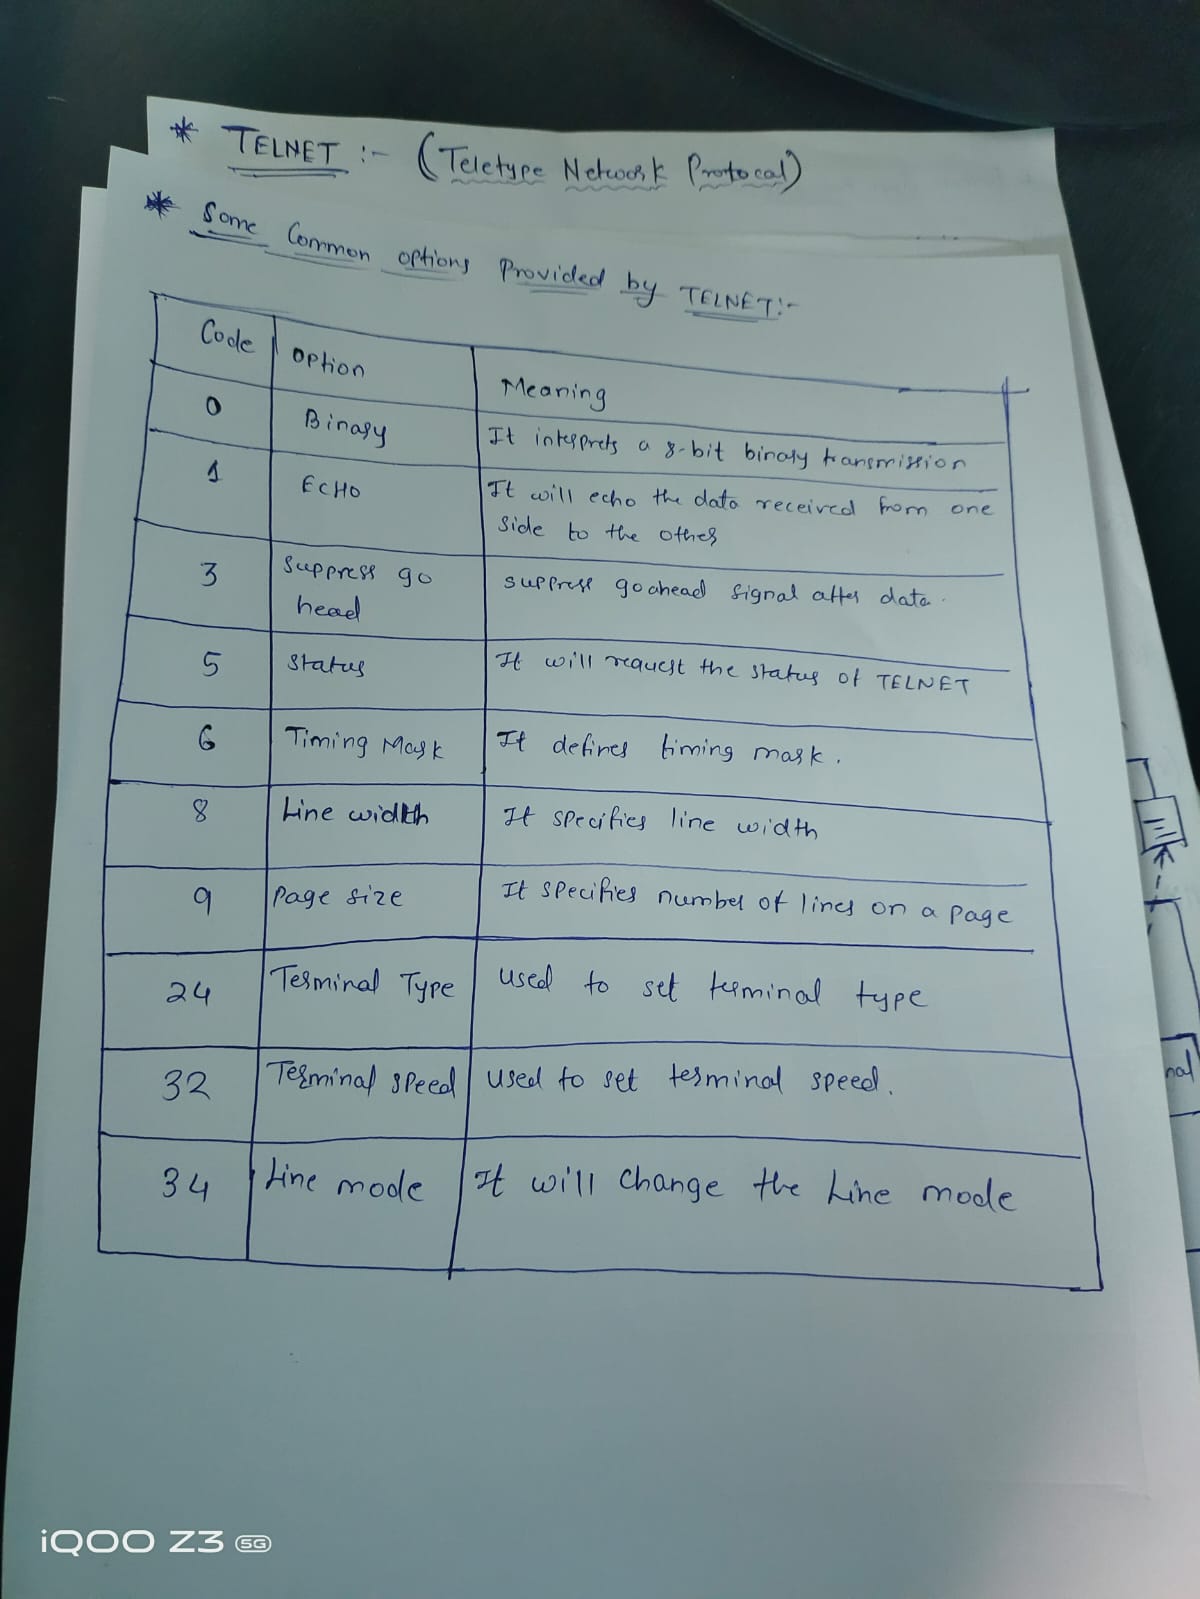 * TELNET :- (Teletype Network Protocal)
* Some Common options Provided by TELNET:-
Code Option Meaning
0 Binary It interprets a 8-bit binary transmission
1 ECHO It will echo the data received from one
side to the other
3 Suppress go suppress goahead signal after data.
head
5 Status It will request the status of TELNET
6 Timing Mark It defines timing mark.
8 Line width It specifies line width
9 Page size It specifies number of lines on a page
24 Terminal Type used to set terminal type
32 Terminal speed used to set terminal speed.
34 Line mode It will change the Line mode
nal
iQOO Z3 5G